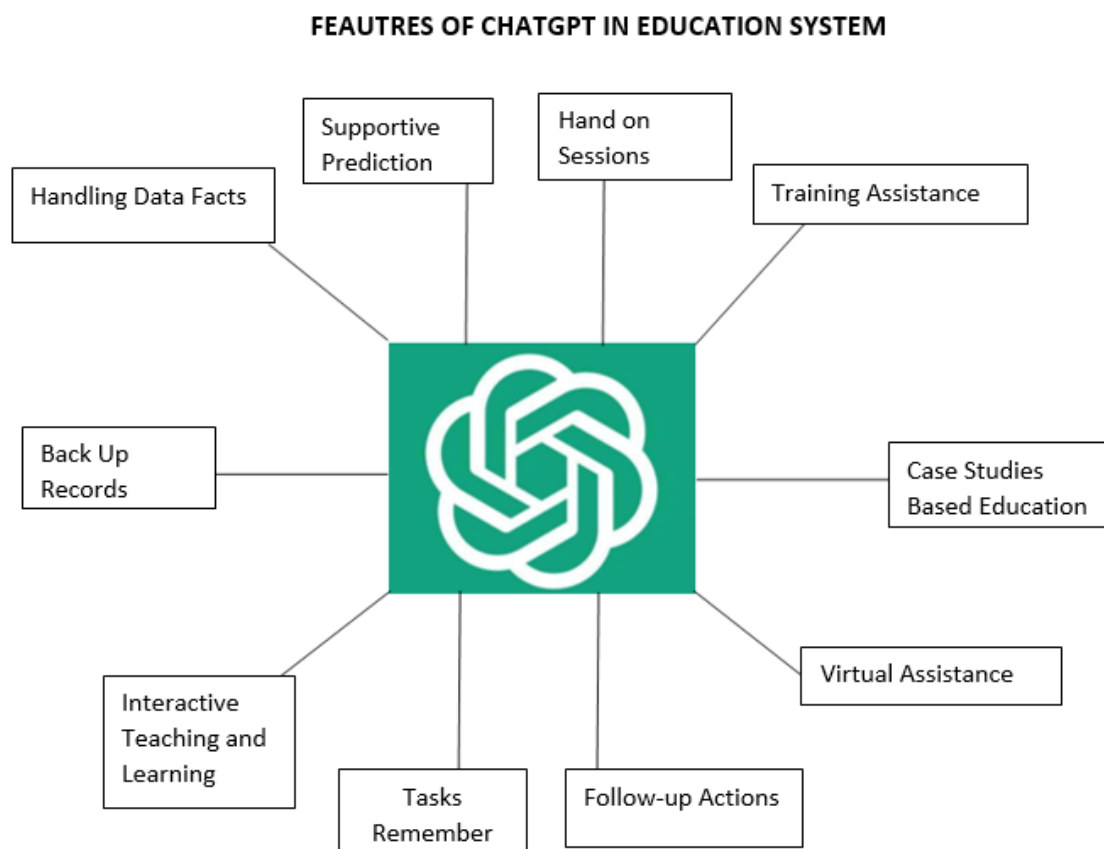 FEAUTRES OF CHATGPT IN EDUCATION SYSTEM
Supportive
Prediction
Hand on
Sessions
Handling Data Facts
Training Assistance
Back Up
Records
Case Studies
Based Education
Interactive
Teaching and
Learning
Virtual Assistance
Tasks
Remember
Follow-up Actions